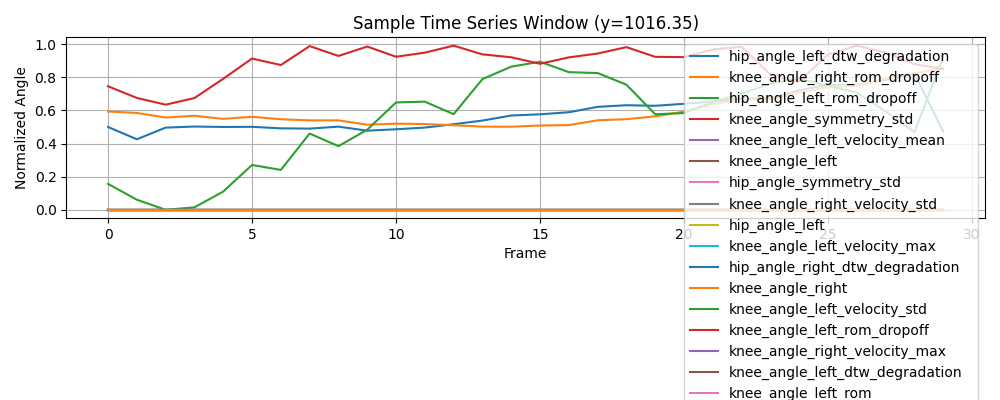 Sample Time Series Window (y=1016.35)
Normalized Angle
1.0
0.8
0.6
0.4
0.2
0.0
0
5
10
15
20
25
30
Frame
hip_angle_left_dtw_degradation
knee_angle_right_rom_dropoff
hip_angle_left_rom_dropoff
knee_angle_symmetry_std
knee_angle_left_velocity_mean
knee_angle_left
hip_angle_symmetry_std
knee_angle_right_velocity_std
hip_angle_left
knee_angle_left_velocity_max
hip_angle_right_dtw_degradation
knee_angle_right
knee_angle_left_velocity_std
knee_angle_left_rom_dropoff
knee_angle_right_velocity_max
knee_angle_left_dtw_degradation
knee_angle_left_rom